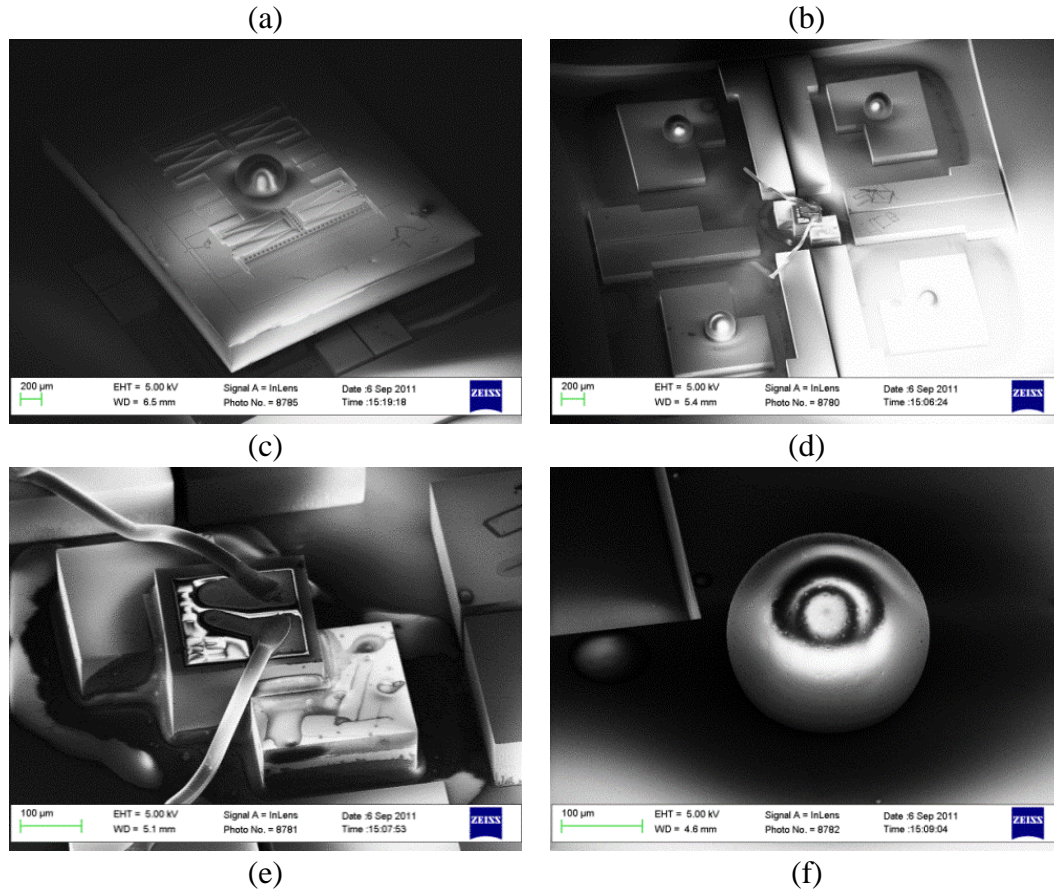 (a)
(b)
200 µm
EHT = 5.00 kV
WD = 6.5 mm
Signal A = InLens
Photo No. = 8785
Date :6 Sep 2011
Time :15:19:18
ZEISS
200 µm
EHT = 5.00 kV
WD = 5.4 mm
Signal A = InLens
Photo No. = 8780
Date :6 Sep 2011
Time :15:06:24
ZEISS
(c)
(d)
100 µm
EHT = 5.00 kV
WD = 5.1 mm
Signal A = InLens
Photo No. = 8781
Date :6 Sep 2011
Time :15:07:53
ZEISS
100 µm
EHT = 5.00 kV
WD = 4.6 mm
Signal A = InLens
Photo No. = 8782
Date :6 Sep 2011
Time :15:09:04
ZEISS
(e)
(f)